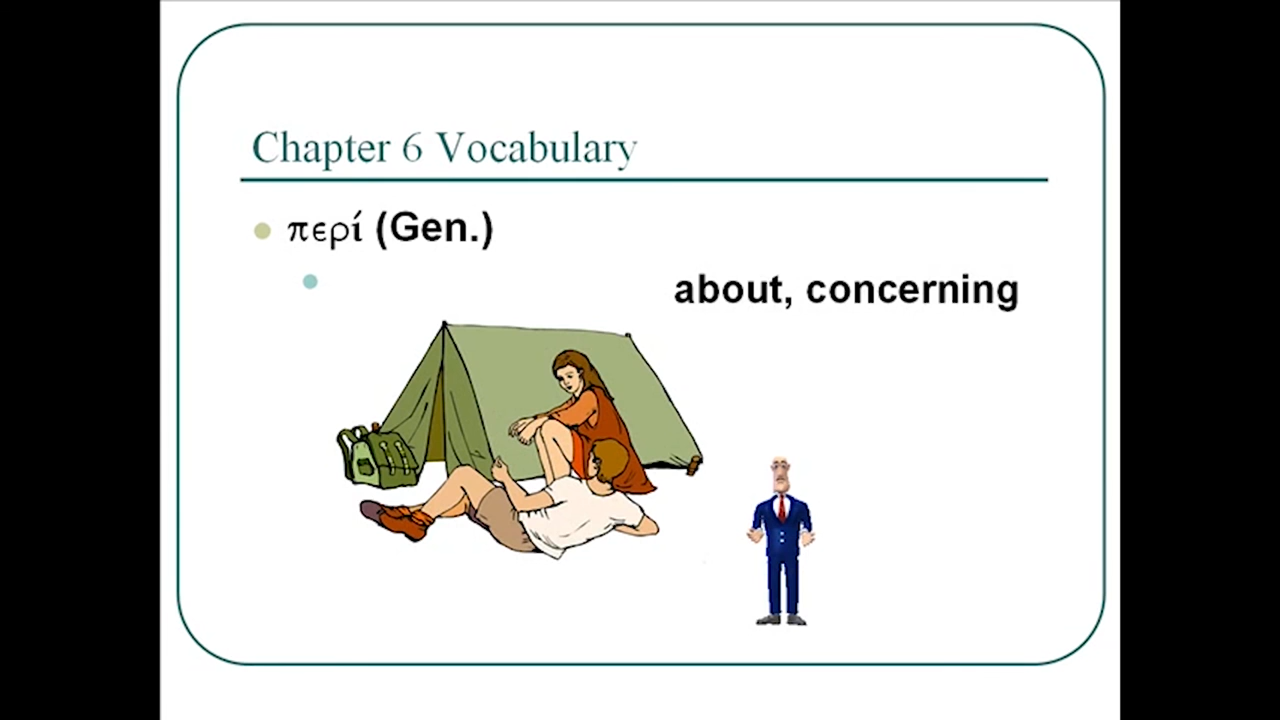 Chapter 6 Vocabulary
περί (Gen.)
about, concerning